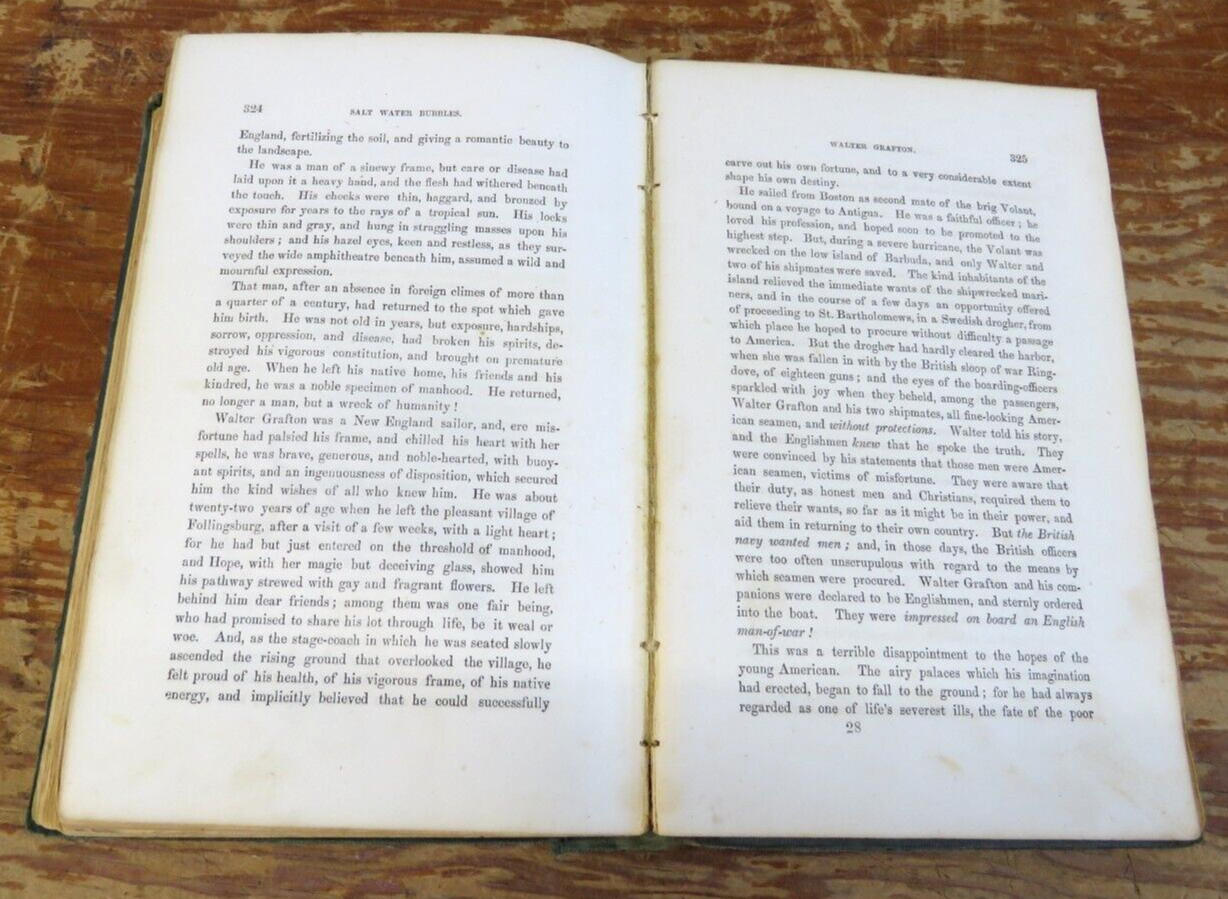 324
SALT WATER BUBBLES.
England, fertilizing the soil, and giving a romantic beauty to
the landscape.
He was a man of a sinewy frame, but care or disease had
laid upon it a heavy hand, and the flesh had withered beneath
the touch. His cheeks were thin, haggard, and bronzed by
exposure for years to the rays of a tropical sun. His locks
were thin and gray, and hung in straggling masses upon his
shoulders; and his hazel eyes, keen and restless, as they sur-
veyed the wide amphitheatre beneath him, assumed a wild and
mournful expression.
That man, after an absence in foreign climes of more than
a quarter of a century, had returned to the spot which gave
him birth. He was not old in years, but exposure, hardships,
sorrow, oppression, and disease, had broken his spirits, de-
stroyed his vigorous constitution, and brought on premature
old age. When he left his native home, his friends and his
kindred, he was a noble specimen of manhood. He returned,
no longer a man, but a wreck of humanity!
Walter Grafton was a New England sailor, and, ere mis-
fortune had palsied his frame, and chilled his heart with her
spells, he was brave, generous, and noble-hearted, with buoy-
ant spirits, and an ingenuousness of disposition, which secured
him the kind wishes of all who knew him. He was about
twenty-two years of age when he left the pleasant village of
Follingsburg, after a visit of a few weeks, with a light heart;
for he had but just entered on the threshold of manhood,
and Hope, with her magic but deceiving glass, showed him
his pathway strewed with gay and fragrant flowers. He left
behind him dear friends; among them was one fair being,
who had promised to share his lot through life, be it weal or
woe. And, as the stage-coach in which he was seated slowly
ascended the rising ground that overlooked the village, he
felt proud of his health, of his vigorous frame, of his native
energy, and implicitly believed that he could successfully
WALTER GRAFTON.
325
carve out his own fortune, and to a very considerable extent
shape his own destiny.
He sailed from Boston as second mate of the brig Volant,
bound on a voyage to Antigua. He was a faithful officer; he
loved his profession, and hoped soon to be promoted to the
highest step. But, during a severe hurricane, the Volant was
wrecked on the low island of Barbuda, and only Walter and
two of his shipmates were saved. The kind inhabitants of the
island relieved the immediate wants of the shipwrecked mari-
ners, and in the course of a few days an opportunity offered
of proceeding to St. Bartholomews, in a Swedish drogher, from
which place he hoped to procure without difficulty a passage
to America. But the drogher had hardly cleared the harbor,
when she was fallen in with by the British sloop of war Ring-
dove, of eighteen guns; and the eyes of the boarding-officers
sparkled with joy when they beheld, among the passengers,
Walter Grafton and his two shipmates, all fine-looking Amer-
ican seamen, and without protections. Walter told his story,
and the Englishmen knew that he spoke the truth. They
were convinced by his statements that those men were Amer-
ican seamen, victims of misfortune. They were aware that
their duty, as honest men and Christians, required them to
relieve their wants, so far as it might be in their power, and
aid them in returning to their own country. But the British
navy wanted men; and, in those days, the British officers
were too often unscrupulous with regard to the means by
which seamen were procured. Walter Grafton and his com-
panions were declared to be Englishmen, and sternly ordered
into the boat. They were impressed on board an English
man-of-war!
This was a terrible disappointment to the hopes of the
young American. The airy palaces which his imagination
had erected, began to fall to the ground; for he had always
regarded as one of life's severest ills, the fate of the poor
28